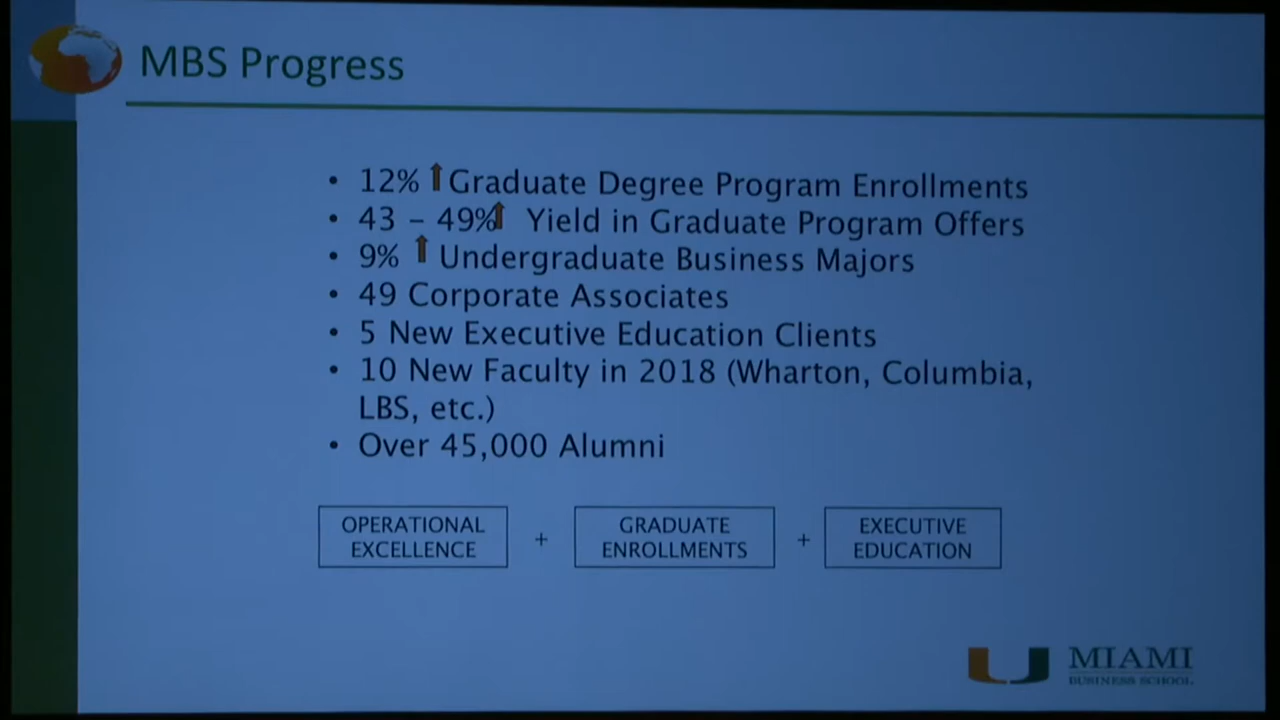 MBS Progress
• 12% ⬆ Graduate Degree Program Enrollments
• 43 – 49% ⬆ Yield in Graduate Program Offers
• 9% ⬆ Undergraduate Business Majors
• 49 Corporate Associates
• 5 New Executive Education Clients
• 10 New Faculty in 2018 (Wharton, Columbia,
LBS, etc.)
• Over 45,000 Alumni
OPERATIONAL
EXCELLENCE
+
GRADUATE
ENROLLMENTS
+
EXECUTIVE
EDUCATION
MIAMI
BUSINESS SCHOOL